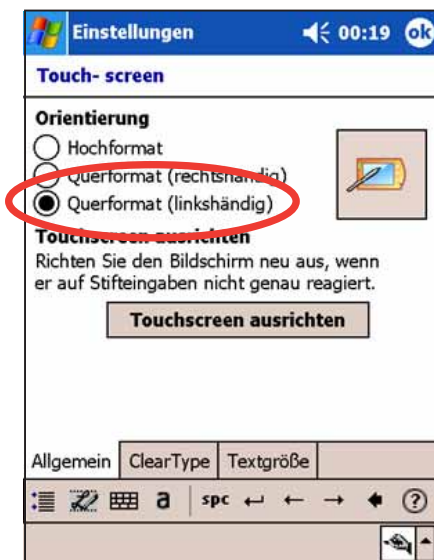 Einstellungen 00:19 ok
Touch- screen
Orientierung
Hochformat
Querformat (rechtshändig)
Querformat (linkshändig)
Touchscreen ausrichten
Richten Sie den Bildschirm neu aus, wenn
er auf Stifteingaben nicht genau reagiert.
Touchscreen ausrichten
Allgemein ClearType Textgröße
a spc ?